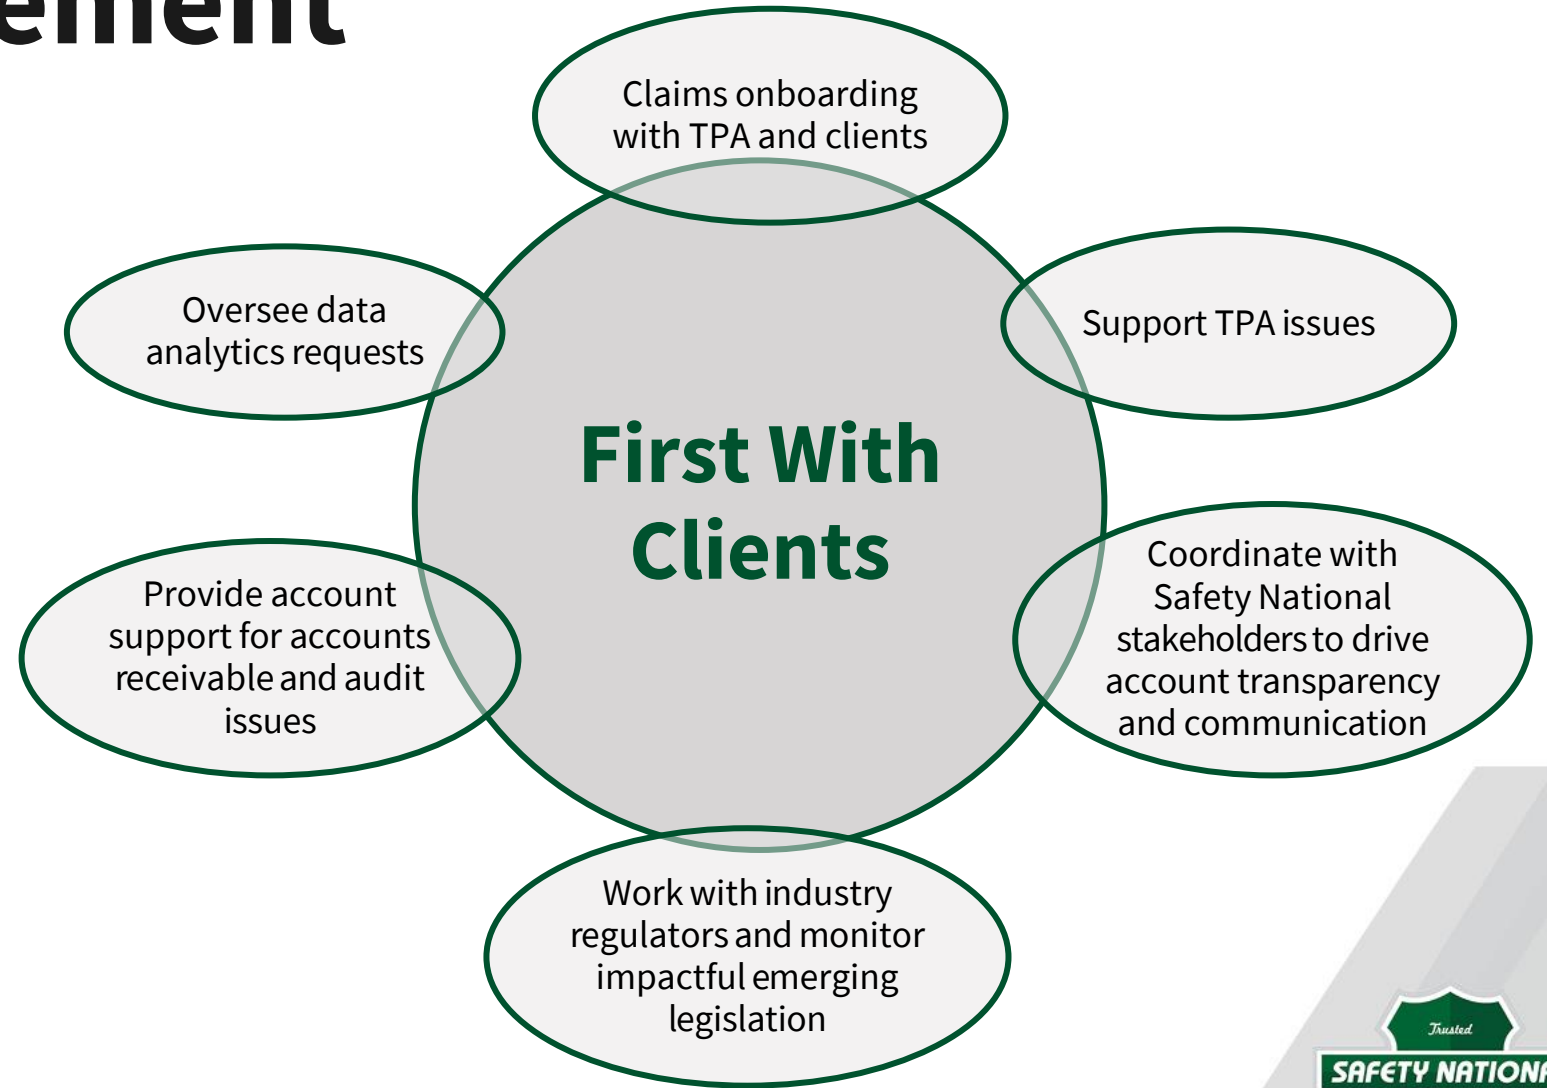 ement
Claims onboarding
with TPA and clients
Support TPA issues
Coordinate with
Safety National
stakeholders to drive
account transparency
and communication
Work with industry
regulators and monitor
impactful emerging
legislation
Provide account
support for accounts
receivable and audit
issues
Oversee data
analytics requests
First With
Clients
Trusted
SAFETY NATIONA